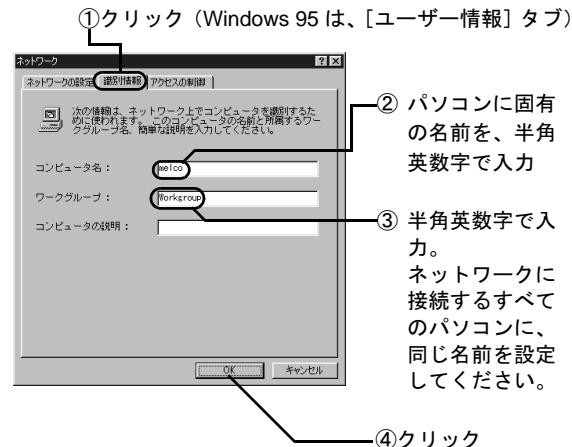 ①クリック（Windows 95 は、[ユーザー情報] タブ）
ネットワーク
ネットワークの設定 識別情報 アクセスの制御
次の情報は、ネットワーク上でコンピュータを識別するた
めに使われます。 このコンピュータの名前と所属するワー
クグループ名、簡単な説明を入力してください。
コンピュータ名：
melco
ワークグループ：
Workgroup
コンピュータの説明：
OK
キャンセル
② パソコンに固有
の名前を、半角
英数字で入力
③ 半角英数字で入
力。
ネットワークに
接続するすべて
のパソコンに、
同じ名前を設定
してください。
④クリック